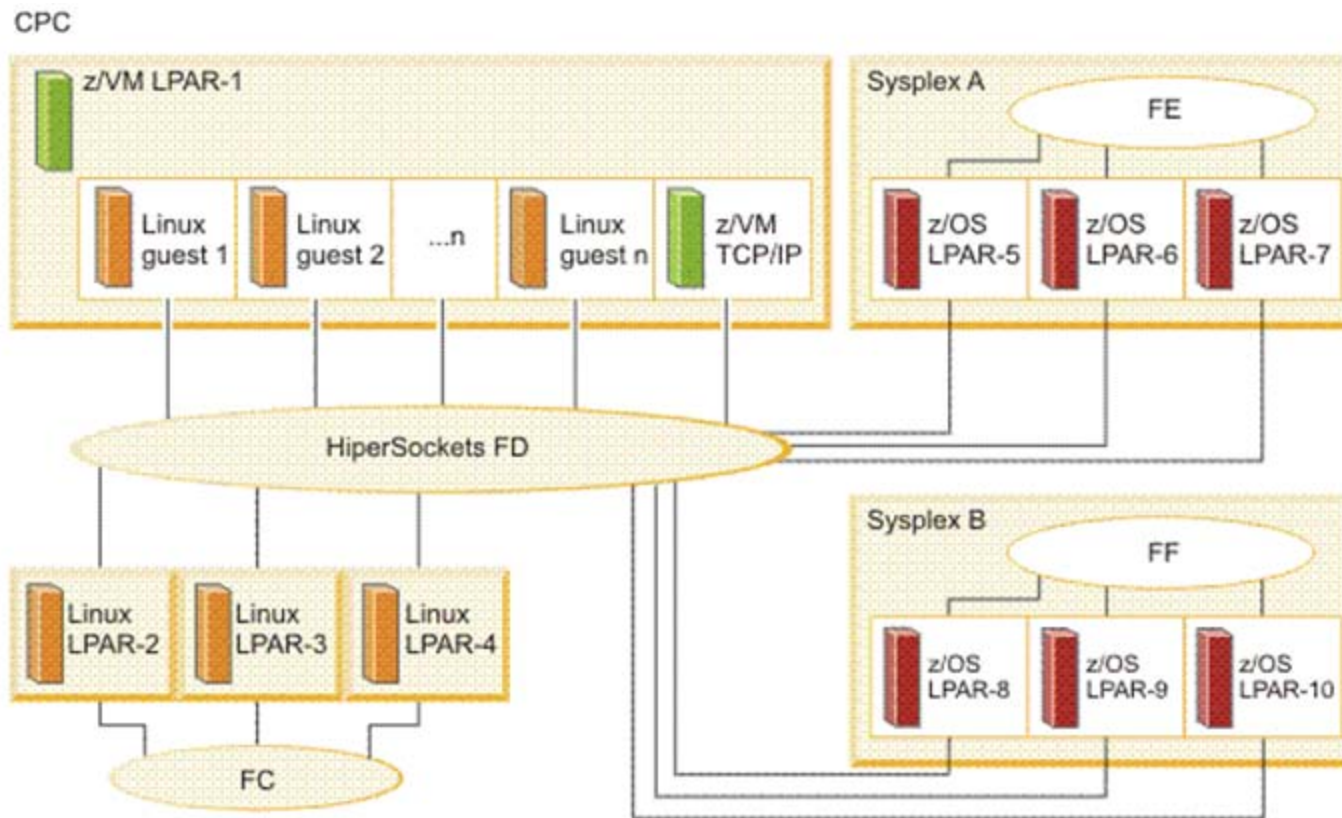 CPC
z/VM LPAR-1
Linux
guest 1
Linux
guest 2
...n
Linux
guest n
z/VM
TCP/IP
Sysplex A
FE
z/OS
LPAR-5
z/OS
LPAR-6
z/OS
LPAR-7
HiperSockets FD
Linux
LPAR-2
Linux
LPAR-3
Linux
LPAR-4
FC
Sysplex B
FF
z/OS
LPAR-8
z/OS
LPAR-9
z/OS
LPAR-10